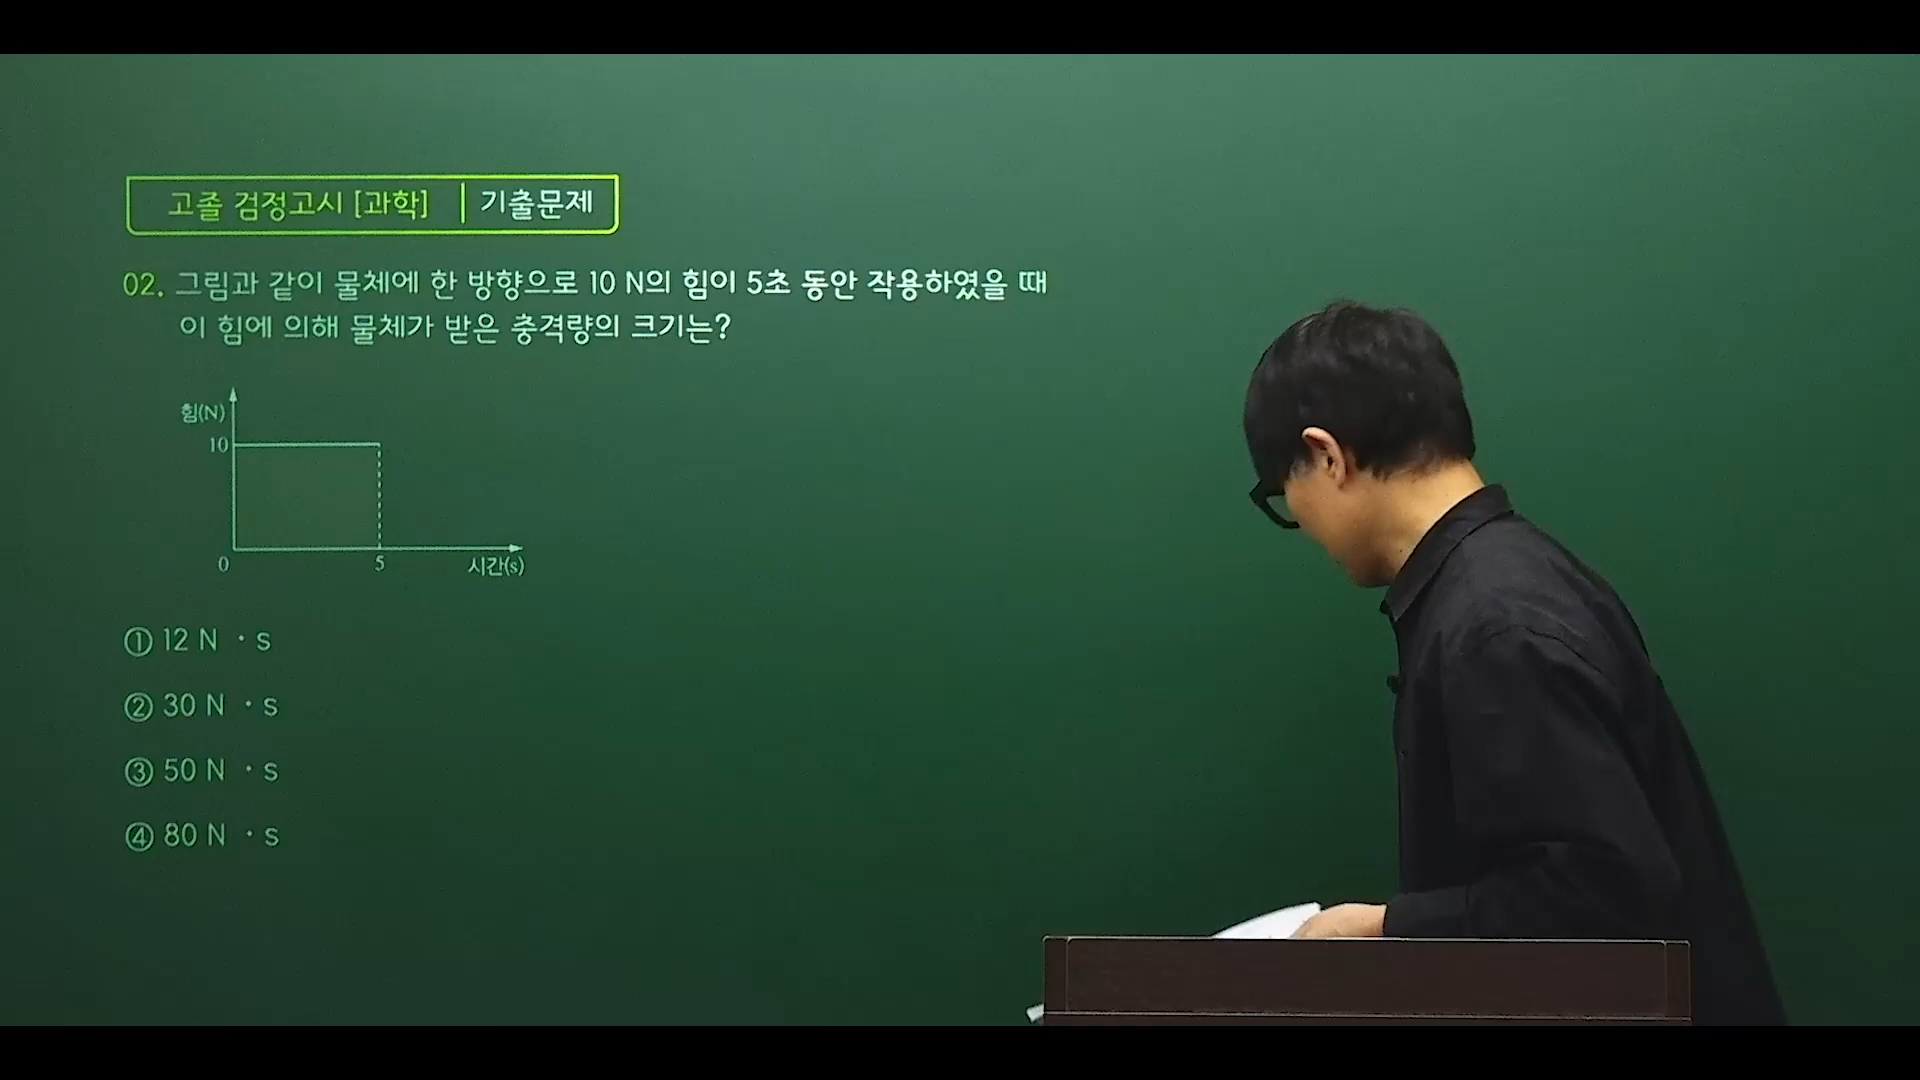 고졸 검정고시 [과학] | 기출문제
02. 그림과 같이 물체에 한 방향으로 10 N의 힘이 5초 동안 작용하였을 때
이 힘에 의해 물체가 받은 충격량의 크기는?
힘(N)
10
0
5
시간(s)
① 12 N · s
② 30 N · s
③ 50 N · s
④ 80 N · s